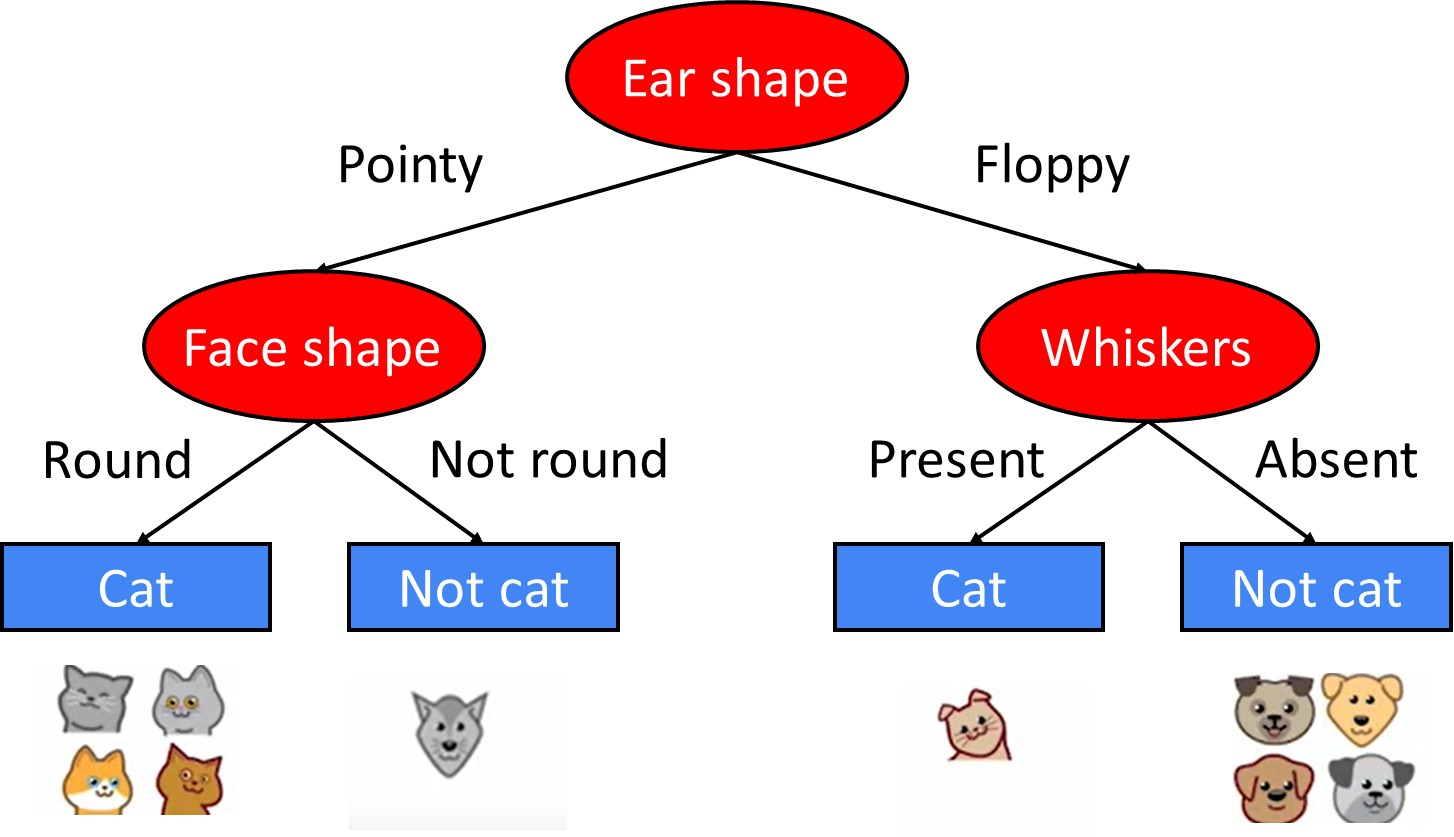 Ear shape
Pointy
Floppy
Face shape
Whiskers
Round
Not round
Present
Absent
Cat
Not cat
Cat
Not cat